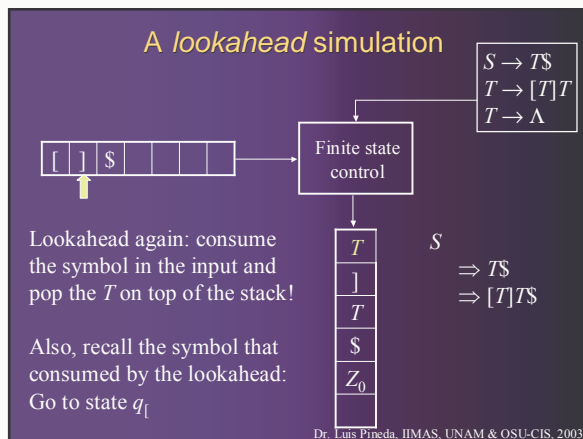 A lookahead simulation
S → T$
T → [T]T
T → Λ
[ ] $
Finite state
control
Lookahead again: consume
the symbol in the input and
pop the T on top of the stack!
Also, recall the symbol that
consumed by the lookahead:
Go to state q[
T
]
T
$
Z0
S
⇒ T$
⇒ [T]T$
Dr. Luis Pineda, IIMAS, UNAM & OSU-CIS, 2003